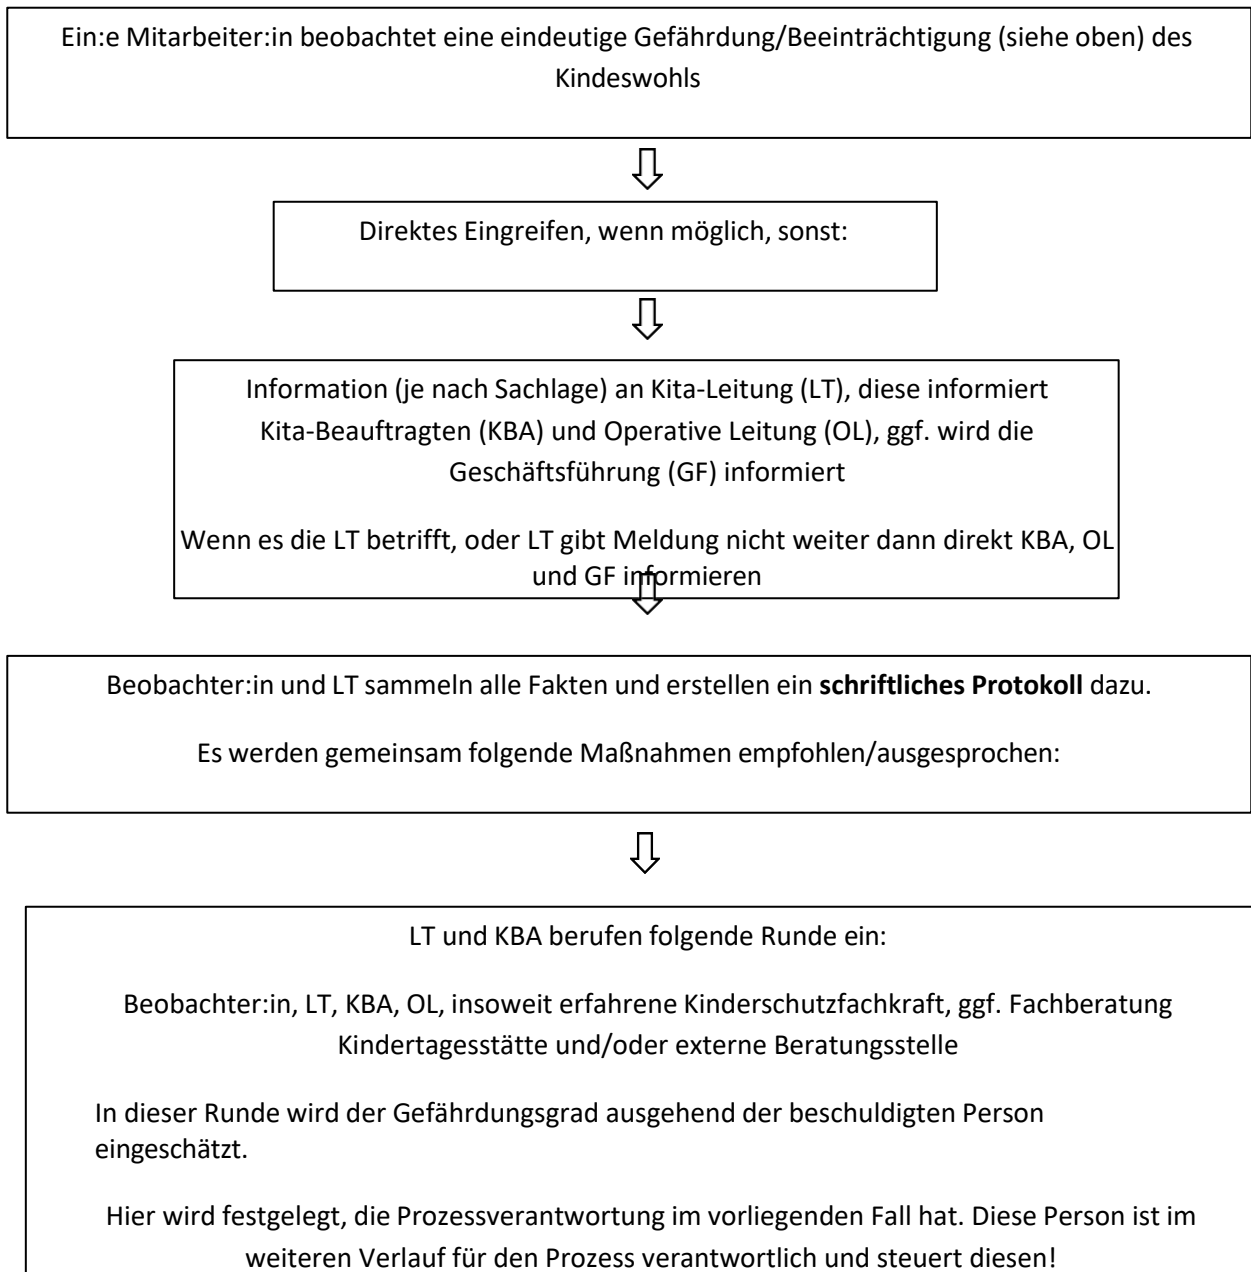 Ein:e Mitarbeiter:in beobachtet eine eindeutige Gefährdung/Beeinträchtigung (siehe oben) des
Kindeswohls
Direktes Eingreifen, wenn möglich, sonst:
Information (je nach Sachlage) an Kita-Leitung (LT), diese informiert
Kita-Beauftragten (KBA) und Operative Leitung (OL), ggf. wird die
Geschäftsführung (GF) informiert
Wenn es die LT betrifft, oder LT gibt Meldung nicht weiter dann direkt KBA, OL
und GF informieren
Beobachter:in und LT sammeln alle Fakten und erstellen ein schriftliches Protokoll dazu.
Es werden gemeinsam folgende Maßnahmen empfohlen/ausgesprochen:
LT und KBA berufen folgende Runde ein:
Beobachter:in, LT, KBA, OL, insoweit erfahrene Kinderschutzfachkraft, ggf. Fachberatung
Kindertagesstätte und/oder externe Beratungsstelle
In dieser Runde wird der Gefährdungsgrad ausgehend der beschuldigten Person
eingeschätzt.
Hier wird festgelegt, die Prozessverantwortung im vorliegenden Fall hat. Diese Person ist im
weiteren Verlauf für den Prozess verantwortlich und steuert diesen!